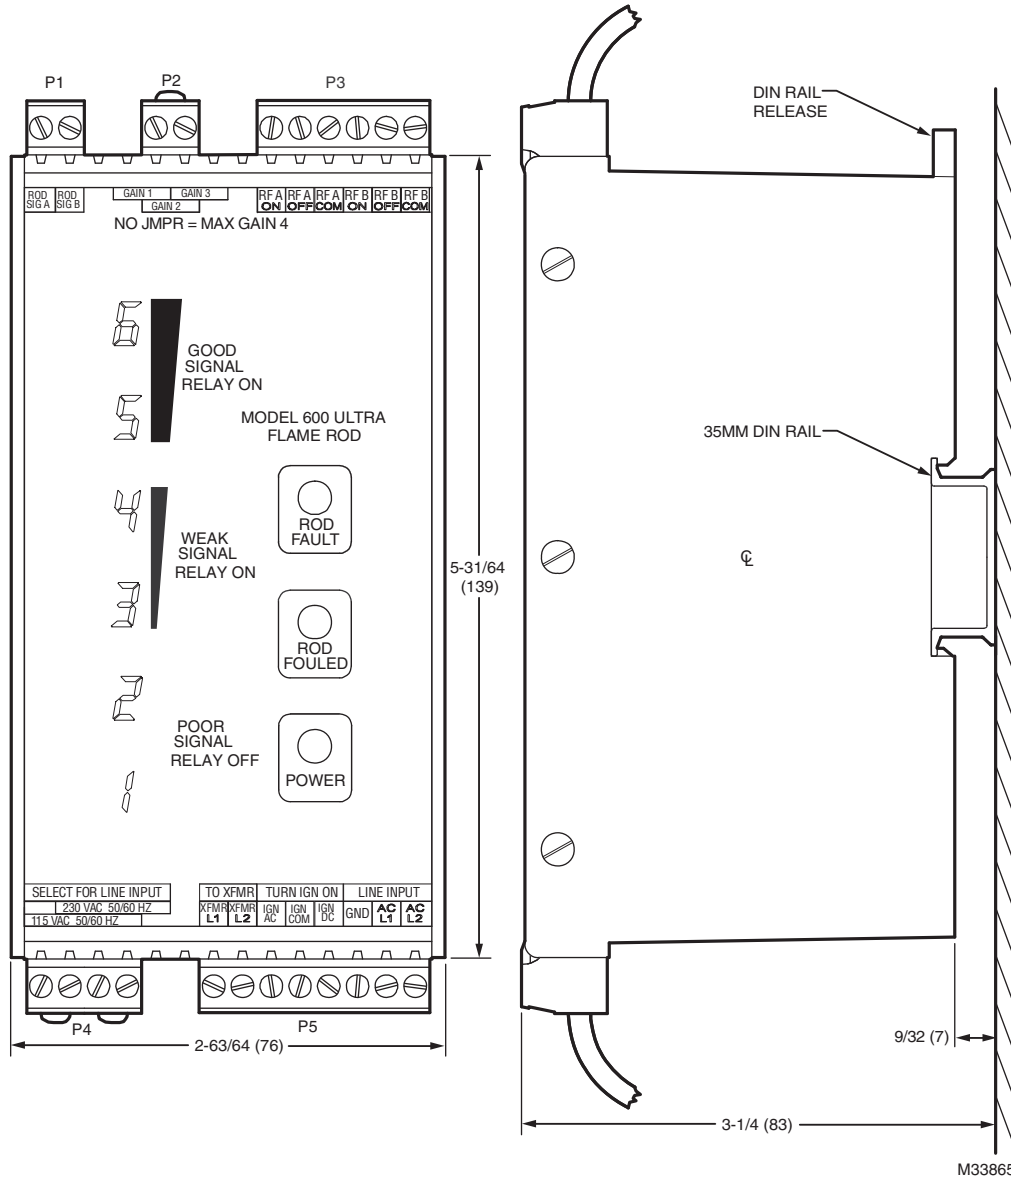 P1
P2
P3
ROD SIG A
ROD SIG B
GAIN 1
GAIN 3
GAIN 2
RF A ON
RF A OFF
RF A COM
RF B ON
RF B OFF
RF B COM
NO JMPR = MAX GAIN 4
6
GOOD
SIGNAL
RELAY ON
5
MODEL 600 ULTRA
FLAME ROD
4
ROD
FAULT
WEAK
SIGNAL
RELAY ON
3
ROD
FOULED
2
POOR
SIGNAL
RELAY OFF
POWER
1
SELECT FOR LINE INPUT
TO XFMR
TURN IGN ON
LINE INPUT
230 VAC 50/60 HZ
115 VAC 50/60 HZ
XFMR L1
XFMR L2
IGN AC
IGN COM
IGN DC
GND
AC L1
AC L2
P4
P5
2-63/64 (76)
5-31/64
(139)
DIN RAIL
RELEASE
35MM DIN RAIL
CL
9/32 (7)
3-1/4 (83)
M33865